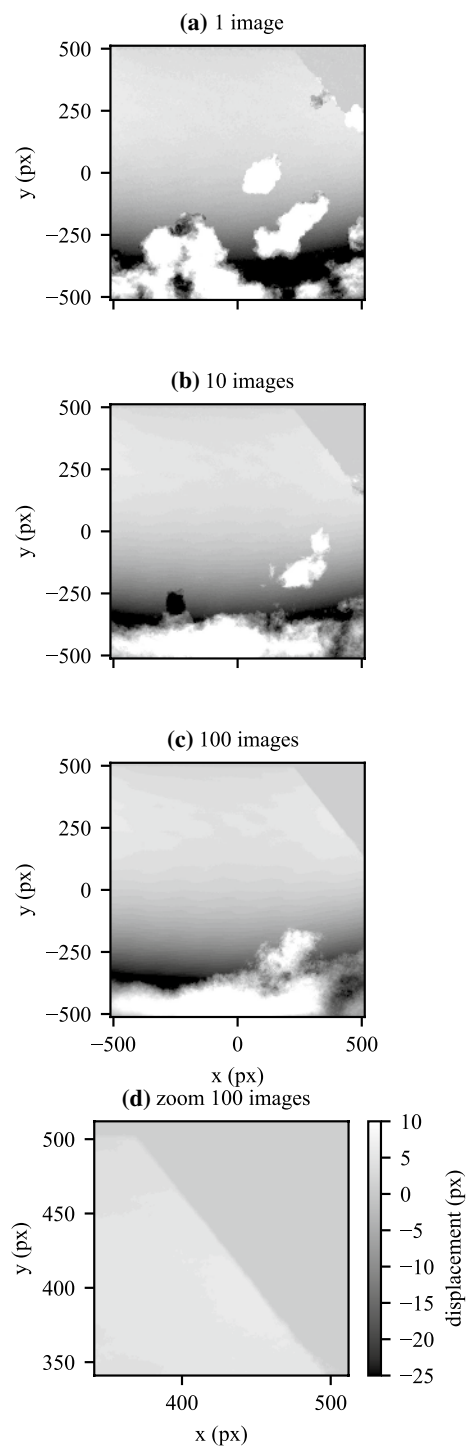 (a) 1 image
500
250
0
−250
−500
y (px)
(b) 10 images
500
250
0
−250
−500
y (px)
(c) 100 images
500
250
0
−250
−500
y (px)
−500 0 500
x (px)
(d) zoom 100 images
500
450
400
350
y (px)
400 500
x (px)
10
5
0
−5
−10
−15
−20
−25
displacement (px)